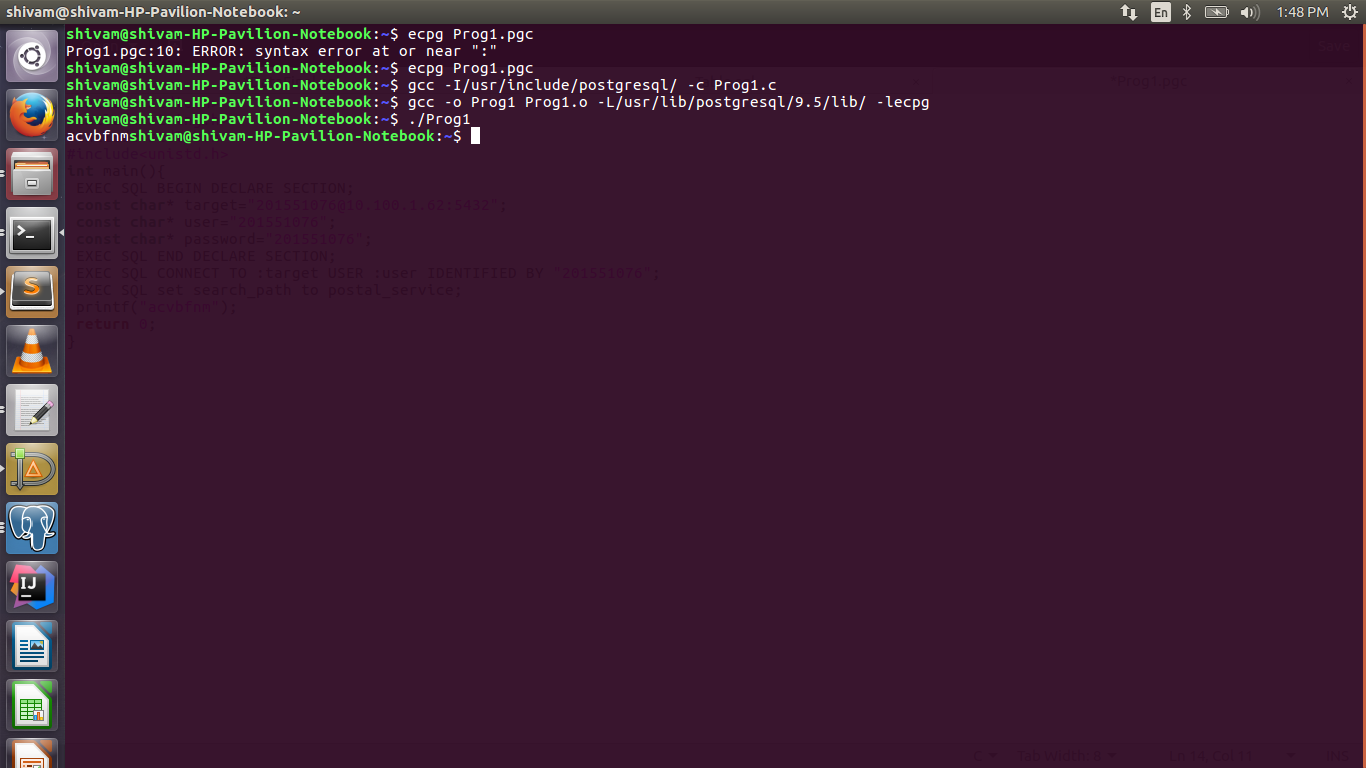 shivam@shivam-HP-Pavilion-Notebook: ~
En
1:48 PM
shivam@shivam-HP-Pavilion-Notebook:~$ ecpg Prog1.pgc
Prog1.pgc:10: ERROR: syntax error at or near ":"
shivam@shivam-HP-Pavilion-Notebook:~$ ecpg Prog1.pgc
shivam@shivam-HP-Pavilion-Notebook:~$ gcc -I/usr/include/postgresql/ -c Prog1.c
shivam@shivam-HP-Pavilion-Notebook:~$ gcc -o Prog1 Prog1.o -L/usr/lib/postgresql/9.5/lib/ -lecpg
shivam@shivam-HP-Pavilion-Notebook:~$ ./Prog1
acvbfnmshivam@shivam-HP-Pavilion-Notebook:~$
#include<unistd.h>
int main(){
EXEC SQL BEGIN DECLARE SECTION;
const char* target="201551076@10.100.1.62:5432";
const char* user="201551076";
const char* password="201551076";
EXEC SQL END DECLARE SECTION;
EXEC SQL CONNECT TO :target USER :user IDENTIFIED BY "201551076";
EXEC SQL set search_path to postal_service;
printf("acvbfnm");
return 0;
}
*Prog1.pgc
Save
S
IJ
C
Tab Width: 8
Ln 14, Col 11
INS